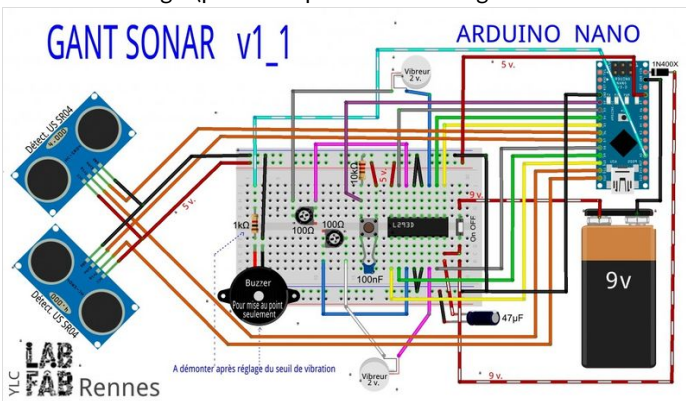 GANT SONAR v1_1
ARDUINO NANO
Vibreur
2 v.
5 v.
1N400X
Détect. US SR04
5 v.
10kΩ
5 v.
9 v.
1kΩ
100Ω
100Ω
L293D
On OFF
9v
Détect. US SR04
Buzzer
Pour mise au point
seulement
100nF
47µF
A démonter après réglage du seuil de vibration
Vibreur
2 v.
9 v.
YLC
LAB
FAB Rennes